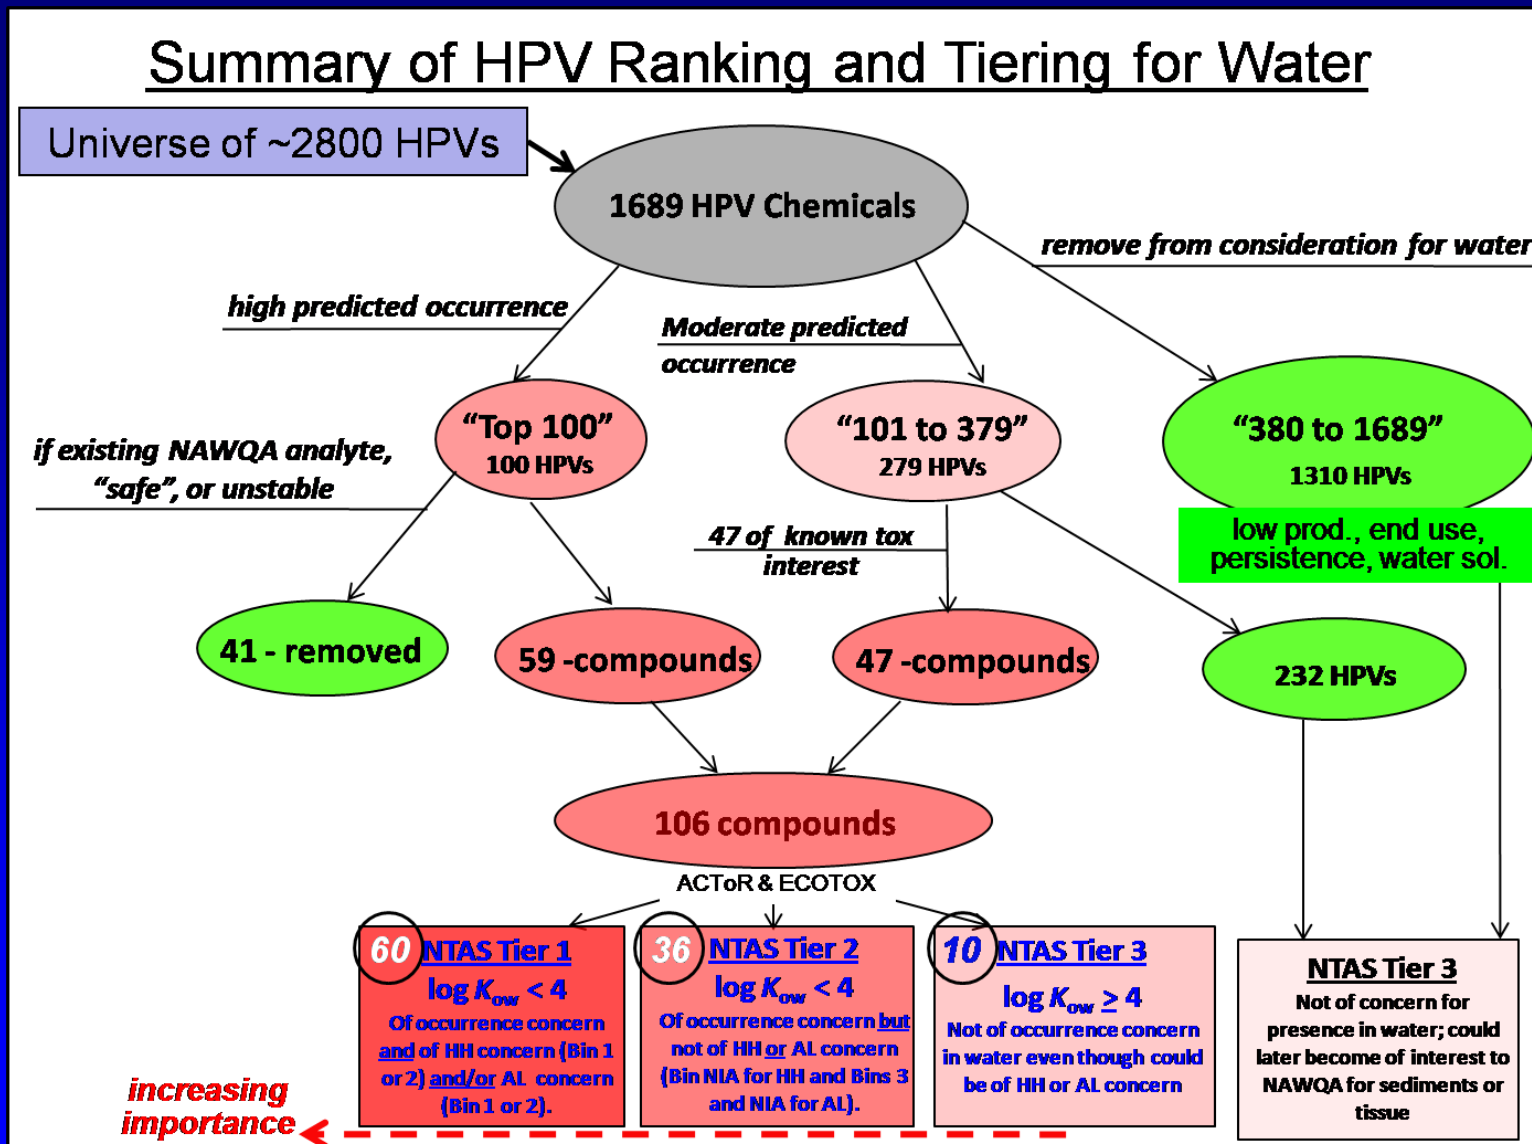 Summary of HPV Ranking and Tiering for Water
Universe of ~2800 HPVs
1689 HPV Chemicals
remove from consideration for water
high predicted occurrence
Moderate predicted
occurrence
“Top 100”
100 HPVs
“101 to 379”
279 HPVs
“380 to 1689”
1310 HPVs
low prod., end use,
persistence, water sol.
if existing NAWQA analyte,
“safe”, or unstable
47 of known tox
interest
41 - removed
59 -compounds
47 -compounds
232 HPVs
106 compounds
ACToR & ECOTOX
60 NTAS Tier 1
log Kow < 4
Of occurrence concern
and of HH concern (Bin 1
or 2) and/or AL concern
(Bin 1 or 2).
36 NTAS Tier 2
log Kow < 4
Of occurrence concern but
not of HH or AL concern
(Bin NIA for HH and Bins 3
and NIA for AL).
10 NTAS Tier 3
log Kow ≥ 4
Not of occurrence concern
in water even though could
be of HH or AL concern
NTAS Tier 3
Not of concern for
presence in water; could
later become of interest to
NAWQA for sediments or
tissue
increasing
importance